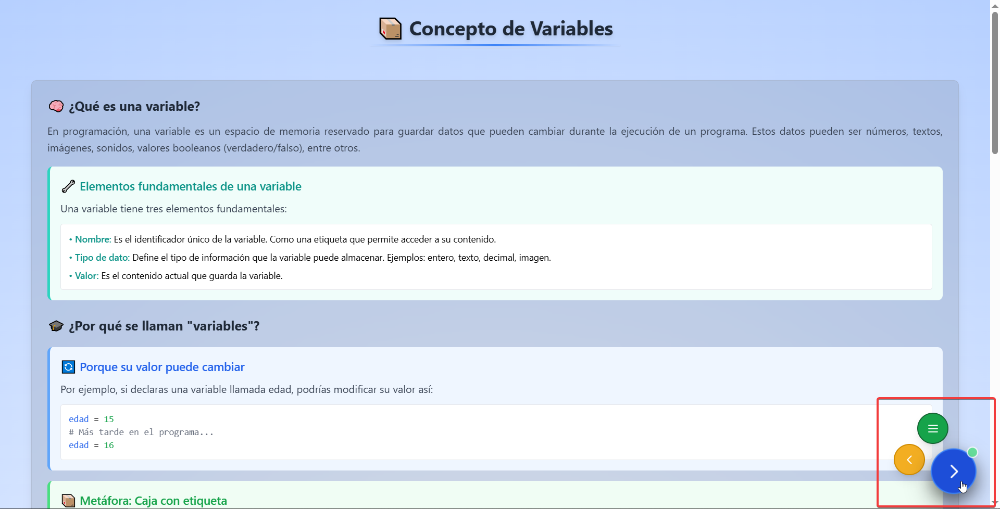 Concepto de Variables
¿Qué es una variable?
En programación, una variable es un espacio de memoria reservado para guardar datos que pueden cambiar durante la ejecución de un programa. Estos datos pueden ser números, textos,
imágenes, sonidos, valores booleanos (verdadero/falso), entre otros.
Elementos fundamentales de una variable
Una variable tiene tres elementos fundamentales:
• Nombre: Es el identificador único de la variable. Como una etiqueta que permite acceder a su contenido.
• Tipo de dato: Define el tipo de información que la variable puede almacenar. Ejemplos: entero, texto, decimal, imagen.
• Valor: Es el contenido actual que guarda la variable.
¿Por qué se llaman "variables"?
Porque su valor puede cambiar
Por ejemplo, si declaras una variable llamada edad, podrías modificar su valor así:
edad = 15
# Más tarde en el programa...
edad = 16
Metáfora: Caja con etiqueta